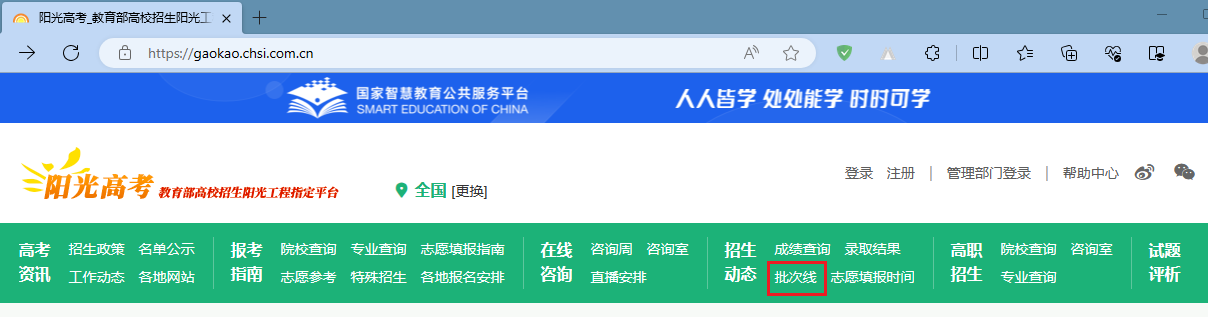 阳光高考_教育部高校招生阳光工
https://gaokao.chsi.com.cn
国家智慧教育公共服务平台
SMART EDUCATION OF CHINA
人人皆学 处处能学 时时可学
阳光高考 教育部高校招生阳光工程指定平台
全国 [更换]
登录 注册 | 管理部门登录 | 帮助中心
高考资讯
招生政策 名单公示
工作动态 各地网站
报考指南
院校查询 专业查询 志愿填报指南
志愿参考 特殊招生 各地报名安排
在线咨询
咨询周 咨询室
直播安排
招生动态
成绩查询 录取结果
批次线 志愿填报时间
高职招生
院校查询 咨询室
专业查询
试题评析